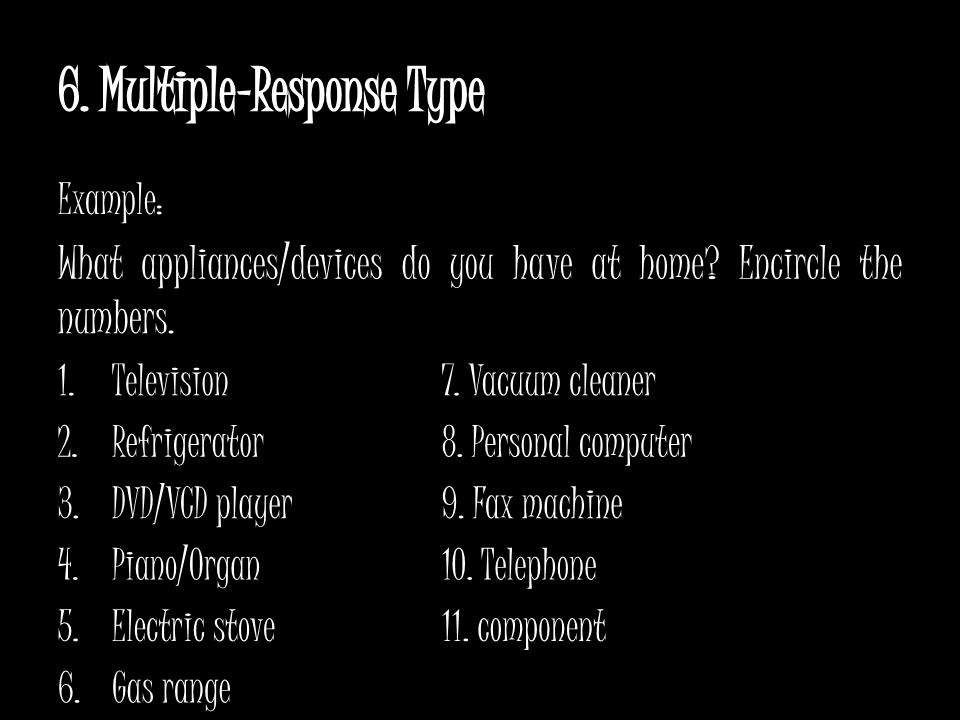 6. Multiple-Response Type
Example:
What appliances/devices do you have at home? Encircle the
numbers.
1. Television 7. Vacuum cleaner
2. Refrigerator 8. Personal computer
3. DVD/VCD player 9. Fax machine
4. Piano/Organ 10. Telephone
5. Electric stove 11. component
6. Gas range